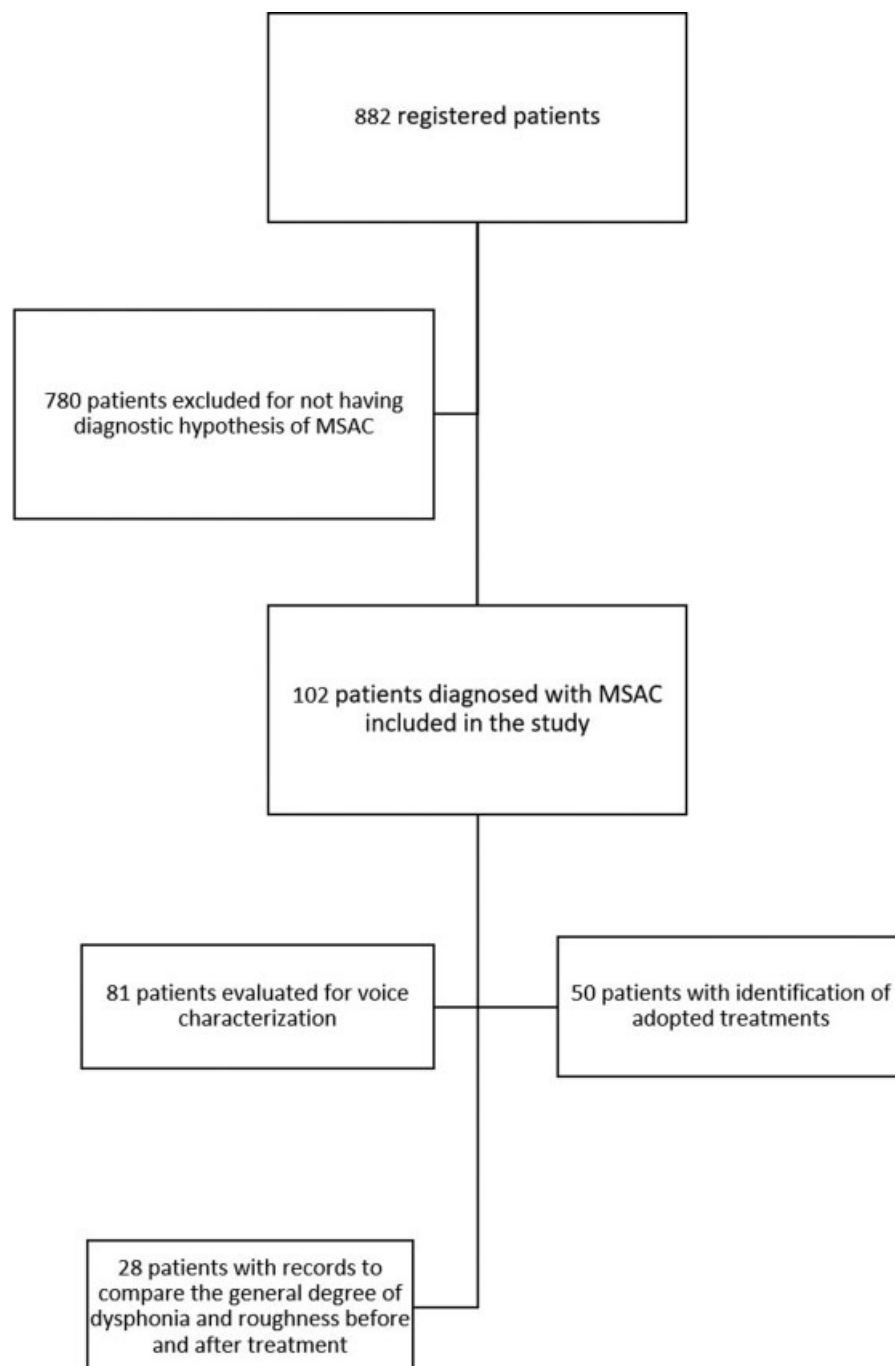 882 registered patients
780 patients excluded for not having
diagnostic hypothesis of MSAC
102 patients diagnosed with MSAC
included in the study
81 patients evaluated for voice
characterization
50 patients with identification of
adopted treatments
28 patients with records to
compare the general degree of
dysphonia and roughness before
and after treatment